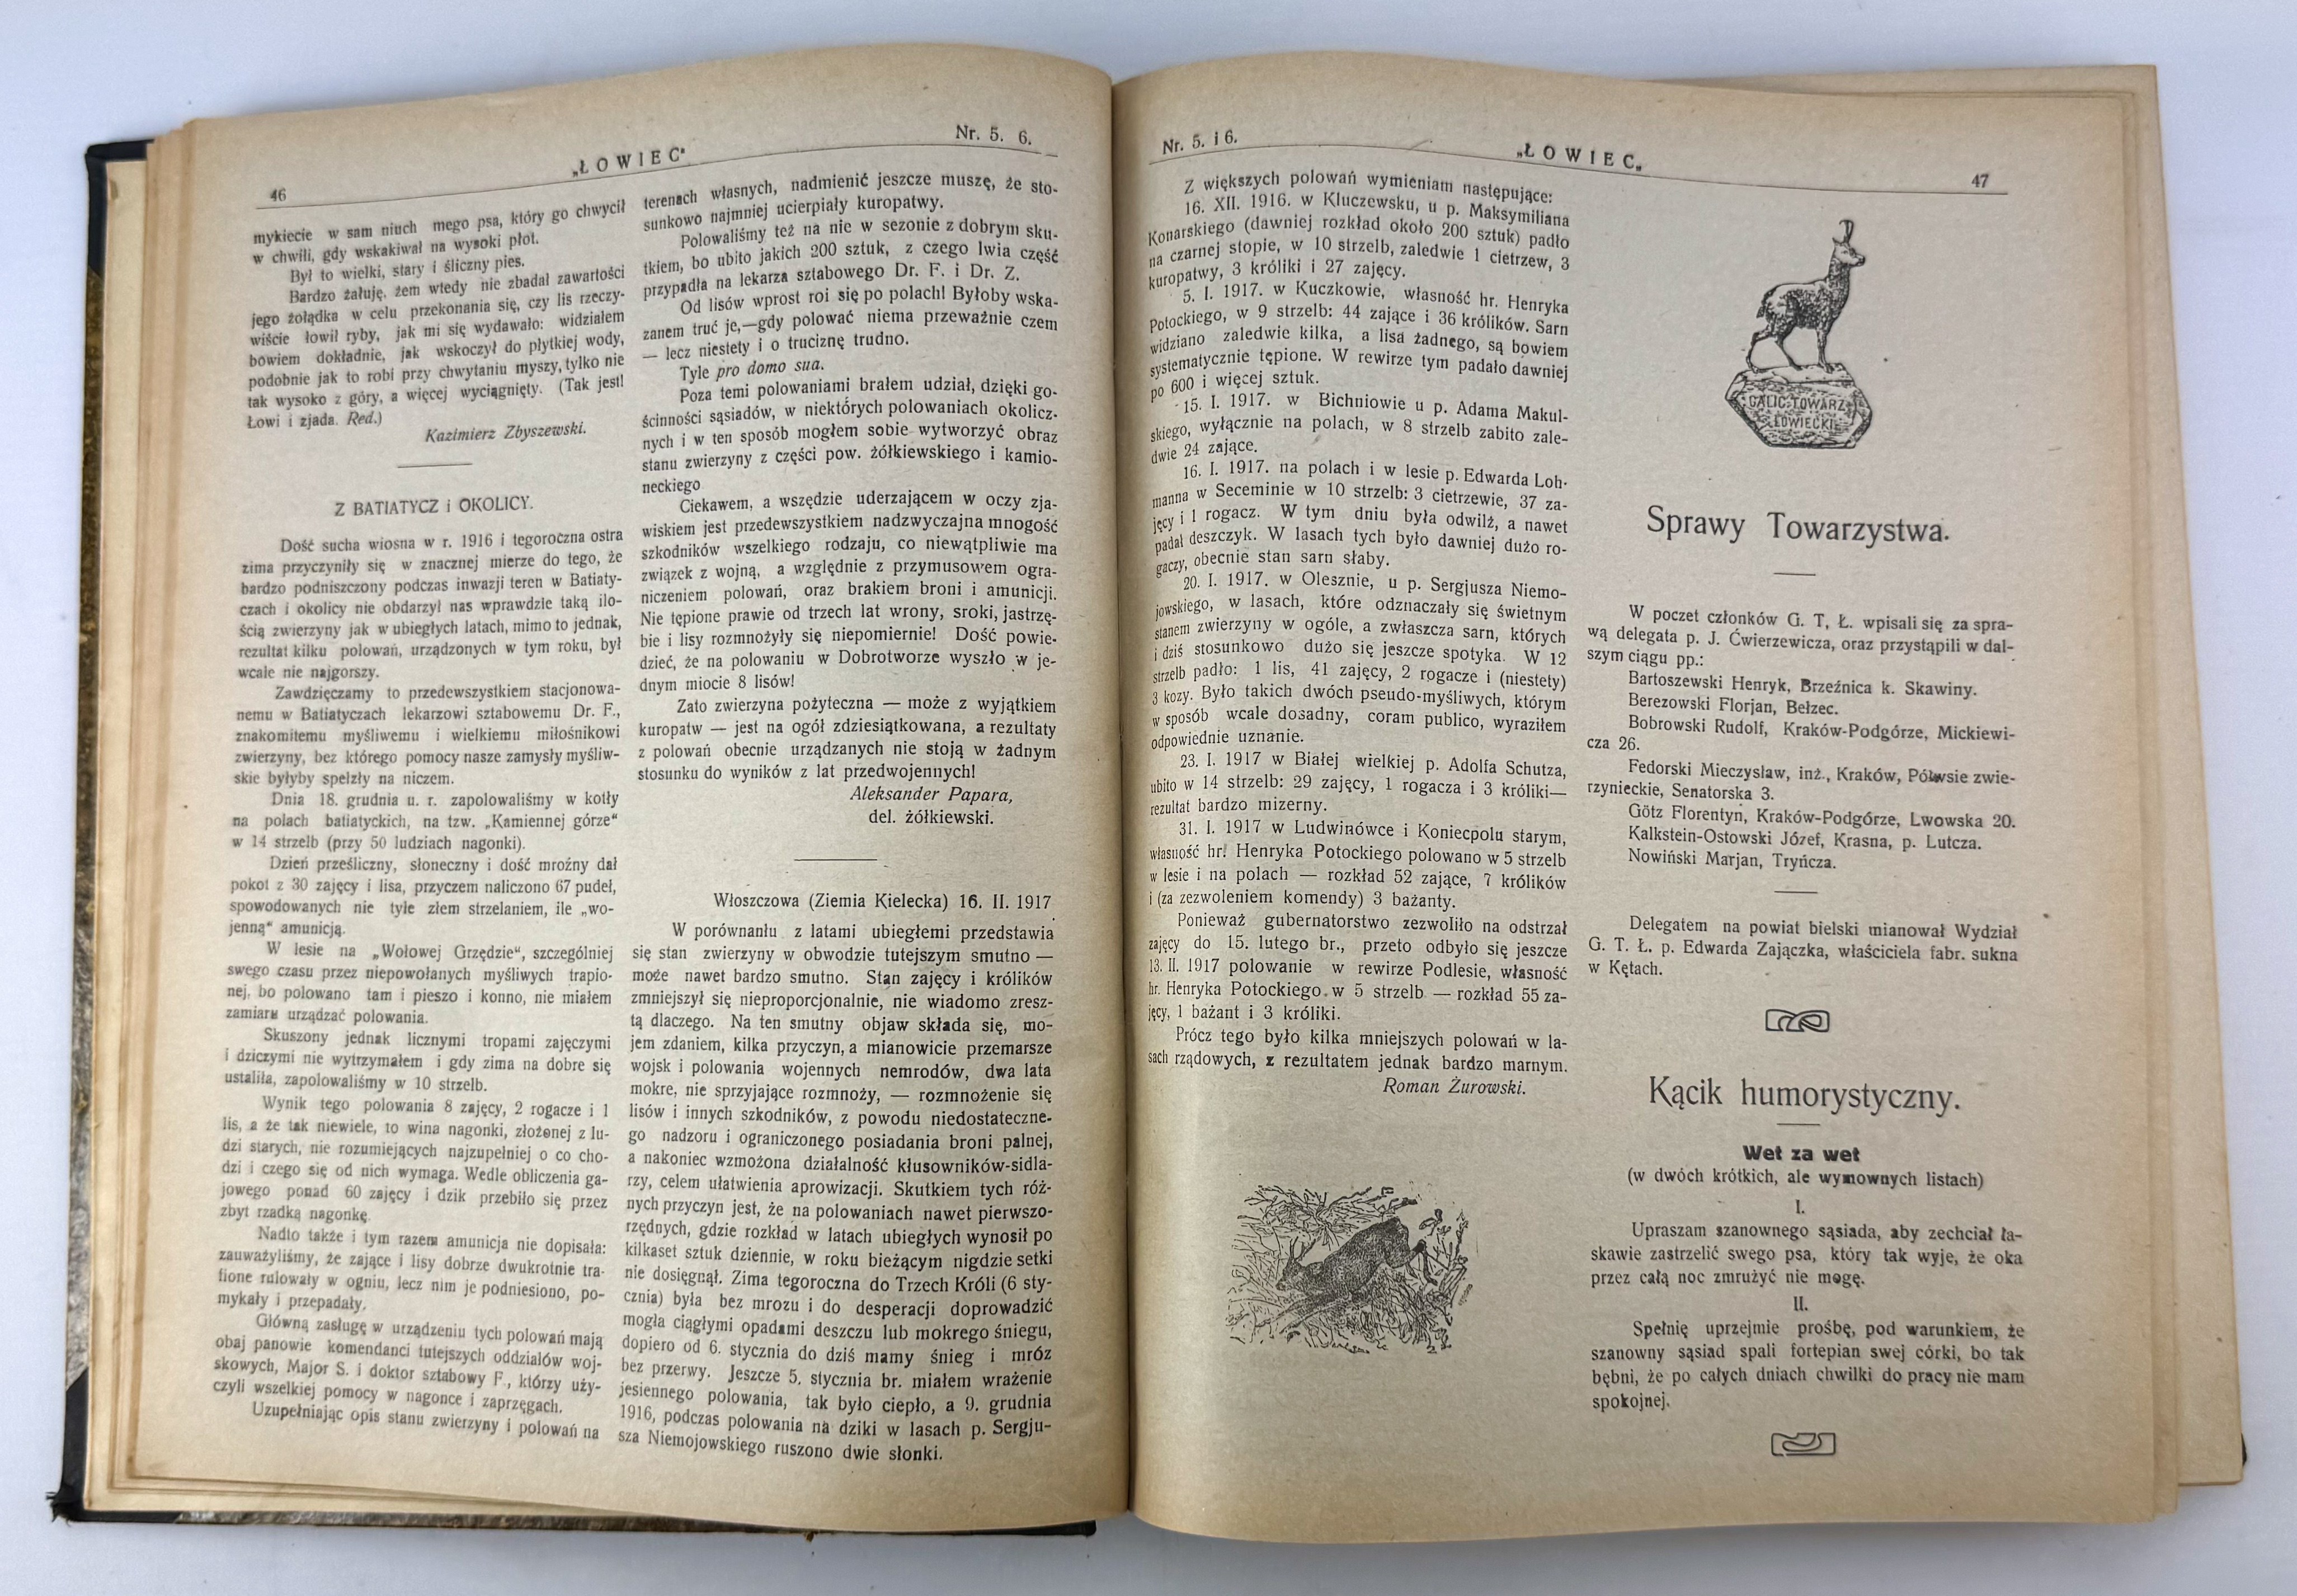 46
„ŁOWIEC"
Nr. 5. 6.
mykiecie w sam niuch mego psa, który go chwycił
w chwili, gdy wskakiwał na wysoki płot.
Był to wielki, stary i śliczny pies.
Bardzo żałuję, żem wtedy nie zbadał zawartości
jego żołądka w celu przekonania się, czy lis rzeczy-
wiście łowił ryby, jak mi się wydawało: widziałem
bowiem dokładnie, jak wskoczył do płytkiej wody,
podobnie jak to robi przy chwytaniu myszy, tylko nie
tak wysoko z góry, a więcej wyciągnięty. (Tak jest!
Łowi i zjada. Red.)
Kazimierz Zbyszewski.
Z BATIATYCZ i OKOLICY.
Dość sucha wiosna w r. 1916 i tegoroczna ostra
zima przyczyniły się w znacznej mierze do tego, że
bardzo podniszczony podczas inwazji teren w Batiaty-
czach i okolicy nie obdarzył nas wprawdzie taką ilo-
ścią zwierzyny jak w ubiegłych latach, mimo to jednak,
rezultat kilku polowań, urządzonych w tym roku, był
wcale nie najgorszy.
Zawdzięczamy to przedewszystkiem stacjonowa-
nemu w Batiatyczach lekarzowi sztabowemu Dr. F.,
znakomitemu myśliwemu i wielkiemu miłośnikowi
zwierzyny, bez którego pomocy nasze zamysły myśliw-
skie byłyby spełzły na niczem.
Dnia 18. grudnia u. r. zapolowaliśmy w kotły
na polach batiatyckich, na tzw. „Kamiennej górze"
w 14 strzelb (przy 50 ludziach nagonki).
Dzień prześliczny, słoneczny i dość mroźny dał
pokot z 30 zajęcy i lisa, przyczem naliczono 67 pudeł,
spowodowanych nie tyle złem strzelaniem, ile „wo-
jenną" amunicją.
W lesie na „Wołowej Grzędzie", szczególniej
swego czasu przez niepowołanych myśliwych trapio-
nej, bo polowano tam i pieszo i konno, nie miałem
zamiaru urządzać polowania.
Skuszony jednak licznymi tropami zajęczymi
i dziczymi nie wytrzymałem i gdy zima na dobre się
ustaliła, zapolowaliśmy w 10 strzelb.
Wynik tego polowania 8 zajęcy, 2 rogacze i 1
lis, a że tak niewiele, to wina nagonki, złożonej z lu-
dzi starych, nie rozumiejących najzupełniej o co cho-
dzi i czego się od nich wymaga. Wedle obliczenia ga-
jowego ponad 60 zajęcy i dzik przebiło się przez
zbyt rzadką nagonkę.
Nadto także i tym razem amunicja nie dopisała:
zauważyliśmy, że zające i lisy dobrze dwukrotnie tra-
fione rulowały w ogniu, lecz nim je podniesiono, po-
mykały i przepadały.
Główną zasługę w urządzeniu tych polowań mają
obaj panowie komendanci tutejszych oddziałów woj-
skowych, Major S. i doktor sztabowy F., którzy uży-
czyli wszelkiej pomocy w nagonce i zaprzęgach.
Uzupełniając opis stanu zwierzyny i polowań na
terenach własnych, nadmienić jeszcze muszę, że sto-
sunkowo najmniej ucierpiały kuropatwy.
Polowaliśmy też na nie w sezonie z dobrym sku-
tkiem, bo ubito jakich 200 sztuk, z czego lwia część
przypadła na lekarza sztabowego Dr. F. i Dr. Z.
Od lisów wprost roi się po polach! Byłoby wska-
zanem truć je,—gdy polować niema przeważnie czem
— lecz niestety i o truciznę trudno.
Tyle pro domo sua.
Poza temi polowaniami brałem udział, dzięki go-
ścinności sąsiadów, w niektórych polowaniach okolicz-
nych i w ten sposób mogłem sobie wytworzyć obraz
stanu zwierzyny z części pow. żółkiewskiego i kamio-
neckiego
Ciekawem, a wszędzie uderzającem w oczy zja-
wiskiem jest przedewszystkiem nadzwyczajna mnogość
szkodników wszelkiego rodzaju, co niewątpliwie ma
związek z wojną, a względnie z przymusowem ogra-
niczeniem polowań, oraz brakiem broni i amunicji.
Nie tępione prawie od trzech lat wrony, sroki, jastrzę-
bie i lisy rozmnożyły się niepomiernie! Dość powie-
dzieć, że na polowaniu w Dobrotworze wyszło w je-
dnym miocie 8 lisów!
Zato zwierzyna pożyteczna — może z wyjątkiem
kuropatw — jest na ogół zdziesiątkowana, a rezultaty
z polowań obecnie urządzanych nie stoją w żadnym
stosunku do wyników z lat przedwojennych!
Aleksander Papara,
del. żółkiewski.
Włoszczowa (Ziemia Kielecka) 16. II. 1917
W porównaniu z latami ubiegłemi przedstawia
się stan zwierzyny w obwodzie tutejszym smutno —
może nawet bardzo smutno. Stan zajęcy i królików
zmniejszył się nieproporcjonalnie, nie wiadomo zresz-
tą dlaczego. Na ten smutny objaw składa się, mo-
jem zdaniem, kilka przyczyn, a mianowicie przemarsze
wojsk i polowania wojennych nemrodów, dwa lata
mokre, nie sprzyjające rozmnoży, — rozmnożenie się
lisów i innych szkodników, z powodu niedostateczne-
go nadzoru i ograniczonego posiadania broni palnej,
a nakoniec wzmożona działalność kłusowników-sidla-
rzy, celem ułatwienia aprowizacji. Skutkiem tych róż-
nych przyczyn jest, że na polowaniach nawet pierwszo-
rzędnych, gdzie rozkład w latach ubiegłych wynosił po
kilkaset sztuk dziennie, w roku bieżącym nigdzie setki
nie dosięgnął. Zima tegoroczna do Trzech Króli (6 sty-
cznia) była bez mrozu i do desperacji doprowadzić
mogła ciągłymi opadami deszczu lub mokrego śniegu,
dopiero od 6. stycznia do dziś mamy śnieg i mróz
bez przerwy. Jeszcze 5. stycznia br. miałem wrażenie
jesiennego polowania, tak było ciepło, a 9. grudnia
1916, podczas polowania na dziki w lasach p. Sergju-
sza Niemojowskiego ruszono dwie słonki.
Nr. 5. i 6.
„ŁOWIEC„
47
Z większych polowań wymieniam następujące:
16. XII. 1916. w Kluczewsku, u p. Maksymiliana
Konarskiego (dawniej rozkład około 200 sztuk) padło
na czarnej stopie, w 10 strzelb, zaledwie 1 cietrzew, 3
kuropatwy, 3 króliki i 27 zajęcy.
5. I. 1917. w Kuczkowie, własność hr. Henryka
Potockiego, w 9 strzelb: 44 zające i 36 królików. Sarn
widziano zaledwie kilka, a lisa żadnego, są bowiem
systematycznie tępione. W rewirze tym padało dawniej
po 600 i więcej sztuk.
15. I. 1917. w Bichniowie u p. Adama Makul-
skiego, wyłącznie na polach, w 8 strzelb zabito zale-
dwie 24 zające.
16. I. 1917. na polach i w lesie p. Edwarda Loh-
manna w Seceminie w 10 strzelb: 3 cietrzewie, 37 za-
jęcy i 1 rogacz. W tym dniu była odwilż, a nawet
padał deszczyk. W lasach tych było dawniej dużo ro-
gaczy, obecnie stan sarn słaby.
20. I. 1917. w Olesznie, u p. Sergjusza Niemo-
jowskiego, w lasach, które odznaczały się świetnym
stanem zwierzyny w ogóle, a zwłaszcza sarn, których
i dziś stosunkowo dużo się jeszcze spotyka. W 12
strzelb padło: 1 lis, 41 zajęcy, 2 rogacze i (niestety)
3 kozy. Było takich dwóch pseudo-myśliwych, którym
w sposób wcale dosadny, coram publico, wyraziłem
odpowiednie uznanie.
23. I. 1917 w Białej wielkiej p. Adolfa Schutza,
ubito w 14 strzelb: 29 zajęcy, 1 rogacza i 3 króliki—
rezultat bardzo mizerny.
31. I. 1917 w Ludwinówce i Koniecpolu starym,
własność hr. Henryka Potockiego polowano w 5 strzelb
w lesie i na polach — rozkład 52 zające, 7 królików
i (za zezwoleniem komendy) 3 bażanty.
Ponieważ gubernatorstwo zezwoliło na odstrzał
zajęcy do 15. lutego br., przeto odbyło się jeszcze
13. II. 1917 polowanie w rewirze Podlesie, własność
hr. Henryka Potockiego w 5 strzelb — rozkład 55 za-
jęcy, 1 bażant i 3 króliki.
Prócz tego było kilka mniejszych polowań w la-
sach rządowych, z rezultatem jednak bardzo marnym.
Roman Żurowski.
GALIC. TOWARZ.
ŁOWIECKIE
Sprawy Towarzystwa.
W poczet członków G. T, Ł. wpisali się za spra-
wą delegata p. J. Ćwierzewicza, oraz przystąpili w dal-
szym ciągu pp.:
Bartoszewski Henryk, Brzeźnica k. Skawiny.
Berezowski Florjan, Bełzec.
Bobrowski Rudolf, Kraków-Podgórze, Mickiewi-
cza 26.
Fedorski Mieczysław, inż., Kraków, Półwsie zwie-
rzynieckie, Senatorska 3.
Götz Florentyn, Kraków-Podgórze, Lwowska 20.
Kalkstein-Ostowski Józef, Krasna, p. Lutcza.
Nowiński Marjan, Tryńcza.
Delegatem na powiat bielski mianował Wydział
G. T. Ł. p. Edwarda Zajączka, właściciela fabr. sukna
w Kętach.
Kącik humorystyczny.
Wet za wet
(w dwóch krótkich, ale wymownych listach)
I.
Upraszam szanownego sąsiada, aby zechciał ła-
skawie zastrzelić swego psa, który tak wyje, że oka
przez całą noc zmrużyć nie mogę.
II.
Spełnię uprzejmie prośbę, pod warunkiem, że
szanowny sąsiad spali fortepian swej córki, bo tak
bębni, że po całych dniach chwilki do pracy nie mam
spokojnej.